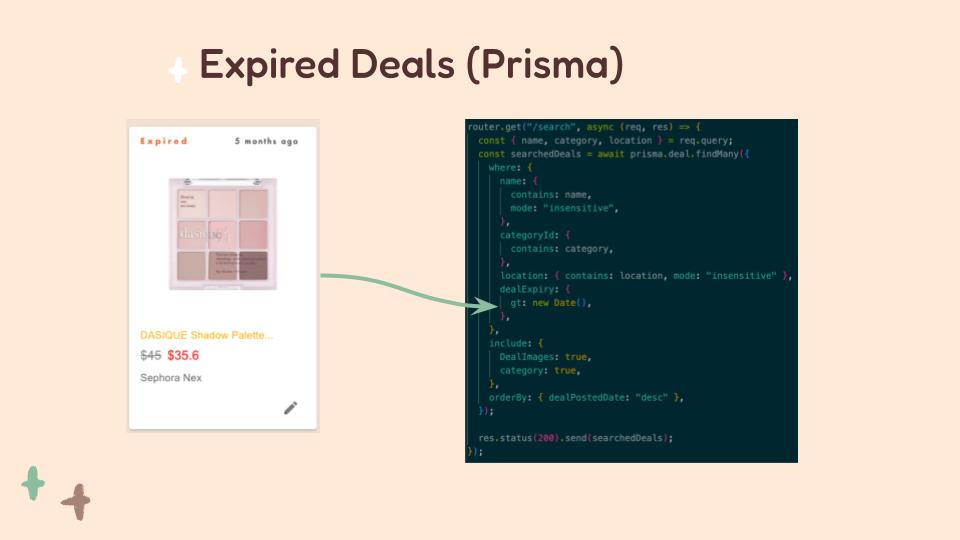 Expired Deals (Prisma)
Expired 5 months ago
dasique
DASIQUE Shadow Palette...
$45 $35.6
Sephora Nex
router.get("/search", async (req, res) => {
const { name, category, location } = req.query;
const searchedDeals = await prisma.deal.findMany({
where: {
name: {
contains: name,
mode: "insensitive",
},
categoryId: {
contains: category,
},
location: { contains: location, mode: "insensitive" },
dealExpiry: {
gt: new Date(),
},
},
include: {
DealImages: true,
category: true,
},
orderBy: { dealPostedDate: "desc" },
});
res.status(200).send(searchedDeals);
});